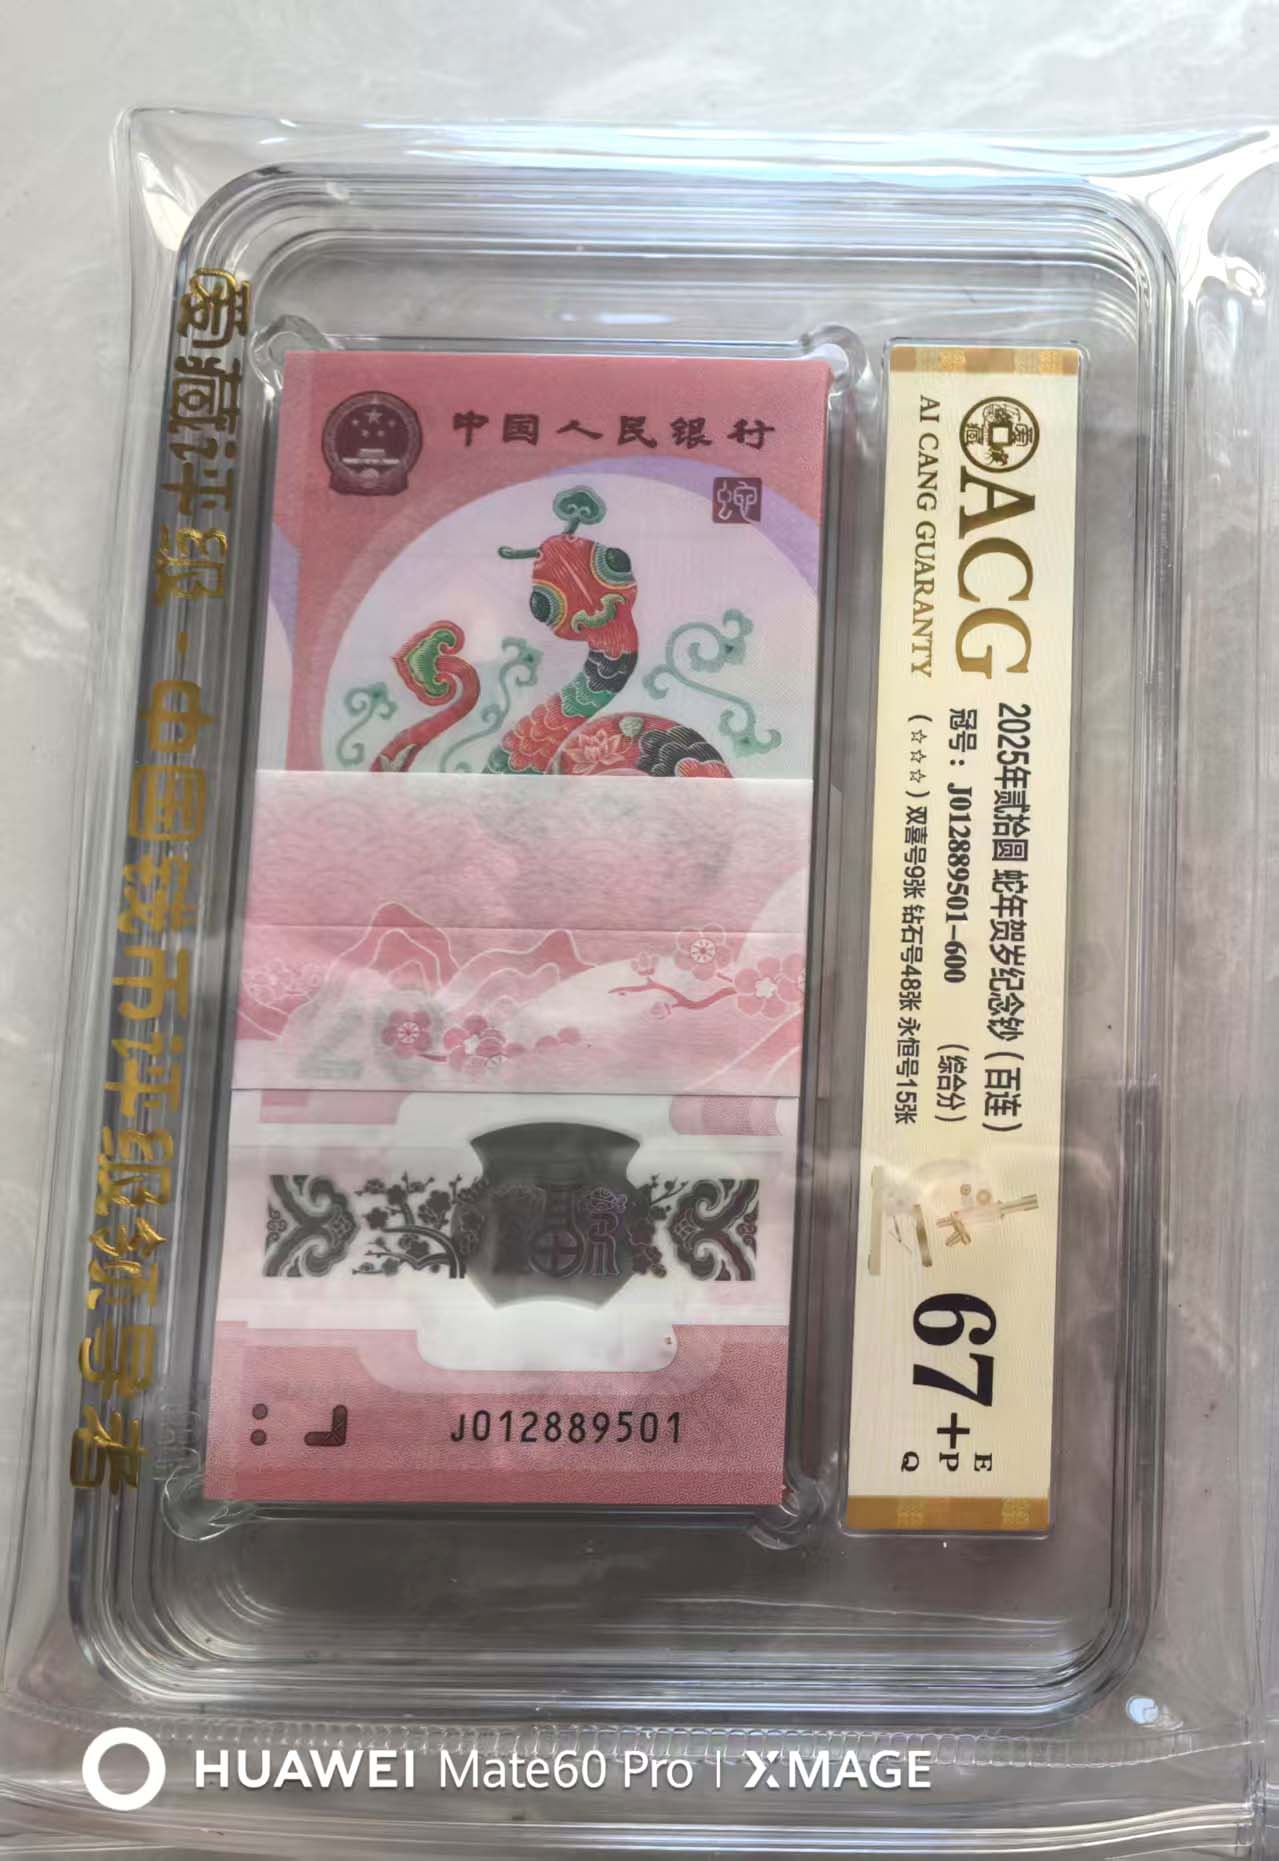 爱藏评级-中国钱币评级领导者
中国人民银行
蛇
J012889501
ACG
AI CANG GUARANTY
2025年贰拾圆 蛇年贺岁纪念钞（百连）
冠号：J012889501-600 （综合分）
（☆☆☆）双喜号9张 钻石号48张 永恒号15张
67+
E
P
Q
HUAWEI Mate60 Pro | XMAGE